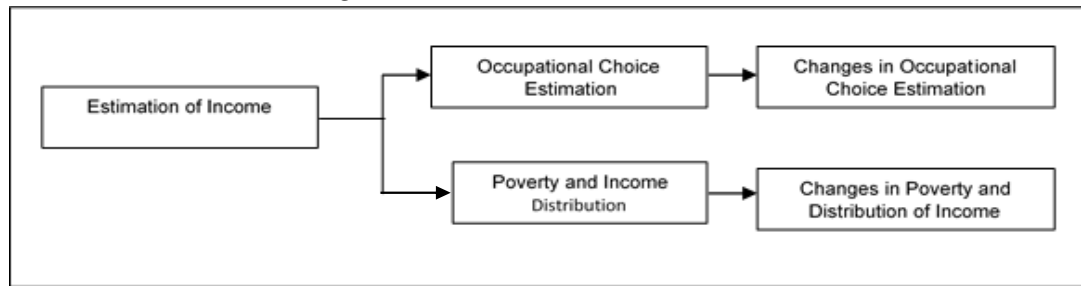 Estimation of Income
Occupational Choice
Estimation
Changes in Occupational
Choice Estimation
Poverty and Income
Distribution
Changes in Poverty and
Distribution of Income